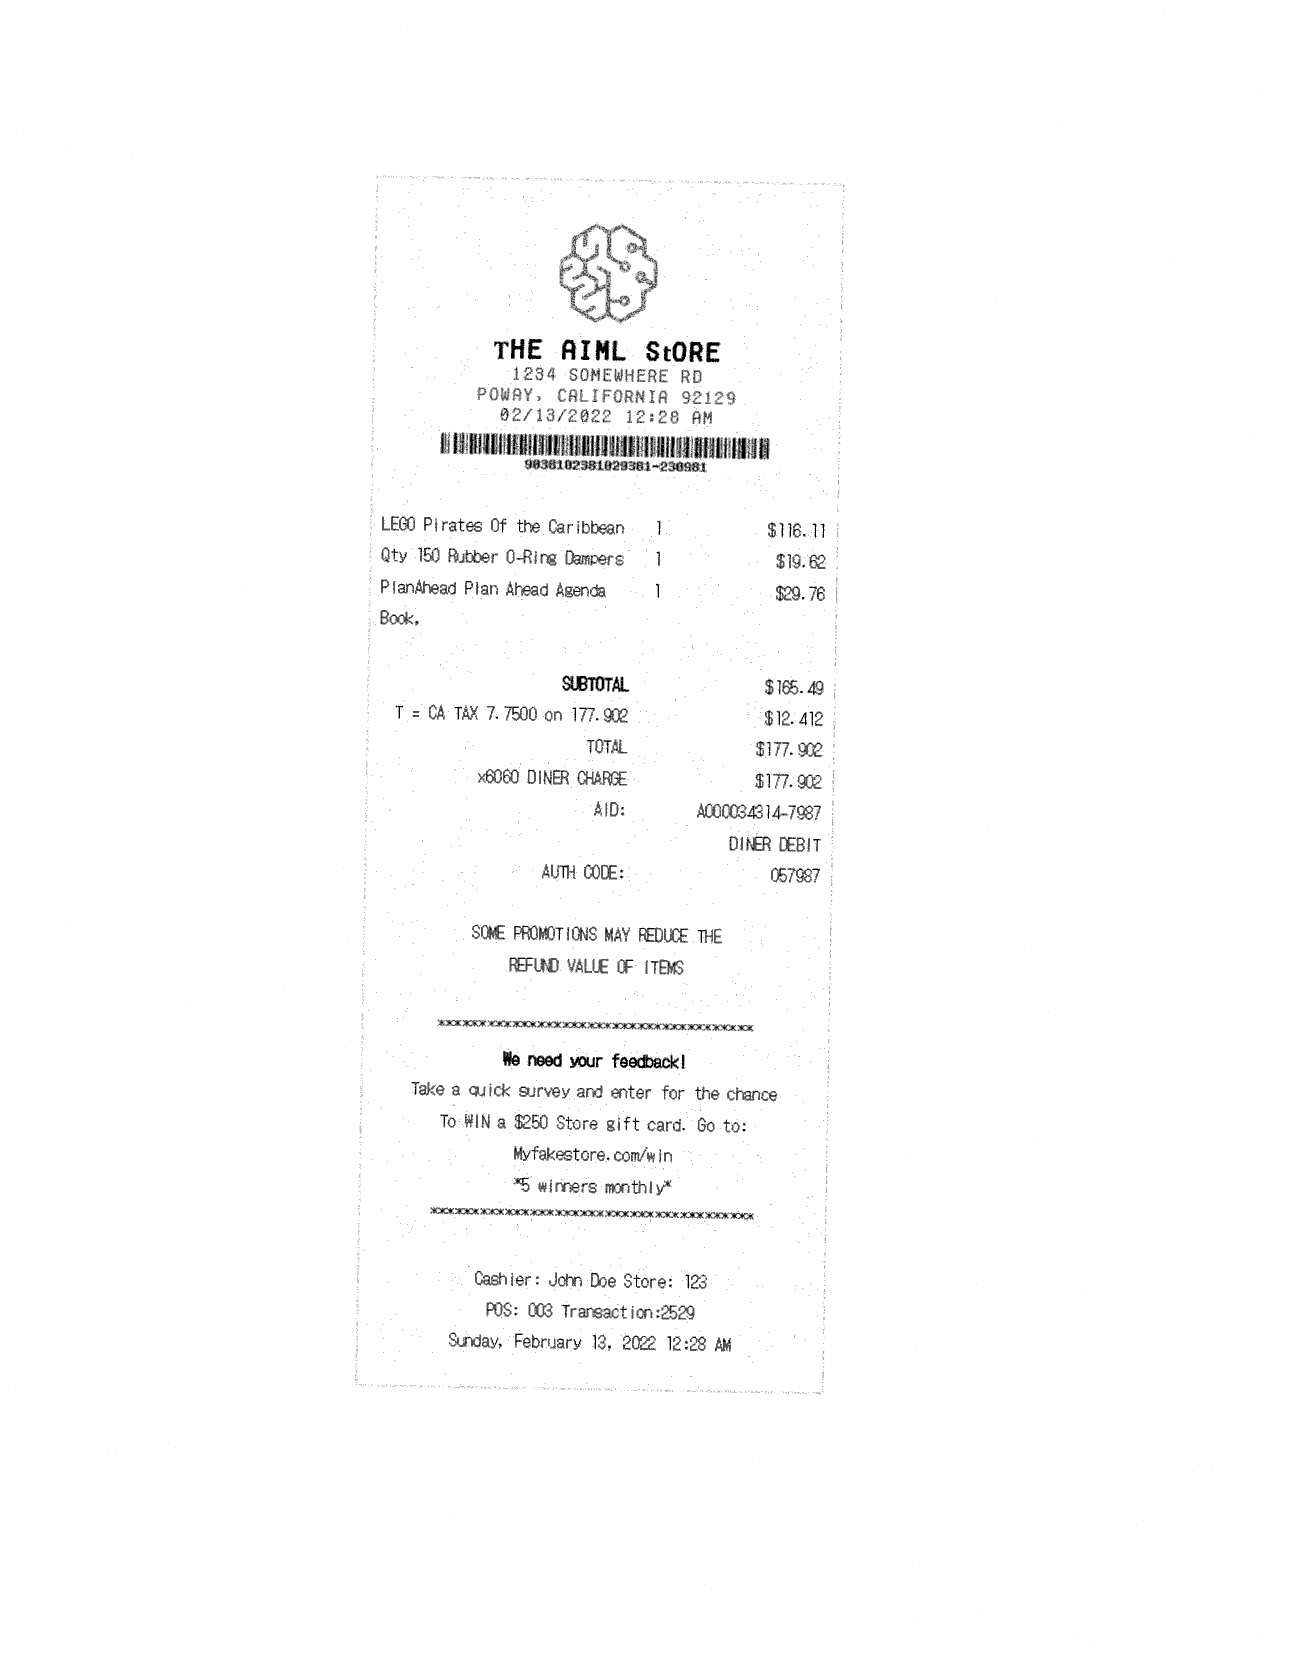 THE AIML StORE
1234 SOMEWHERE RD
POWAY, CALIFORNIA 92129
02/13/2022 12:28 AM
9038102381029381-230981
LEGO Pirates Of the Caribbean 1 $116.11
Qty 150 Rubber O-Ring Dampers 1 $19.62
PlanAhead Plan Ahead Agenda 1 $29.76
Book,
SUBTOTAL $165.49
T = CA TAX 7.7500 on 177.902 $12.412
TOTAL $177.902
x6060 DINER CHARGE $177.902
AID: A000034314-7987
DINER DEBIT
AUTH CODE: 057987
SOME PROMOTIONS MAY REDUCE THE
REFUND VALUE OF ITEMS
**************************************
We need your feedback!
Take a quick survey and enter for the chance
To WIN a $250 Store gift card. Go to:
Myfakestore.com/win
*5 winners monthly*
***************************************
Cashier: John Doe Store: 123
POS: 003 Transaction:2529
Sunday, February 13, 2022 12:28 AM